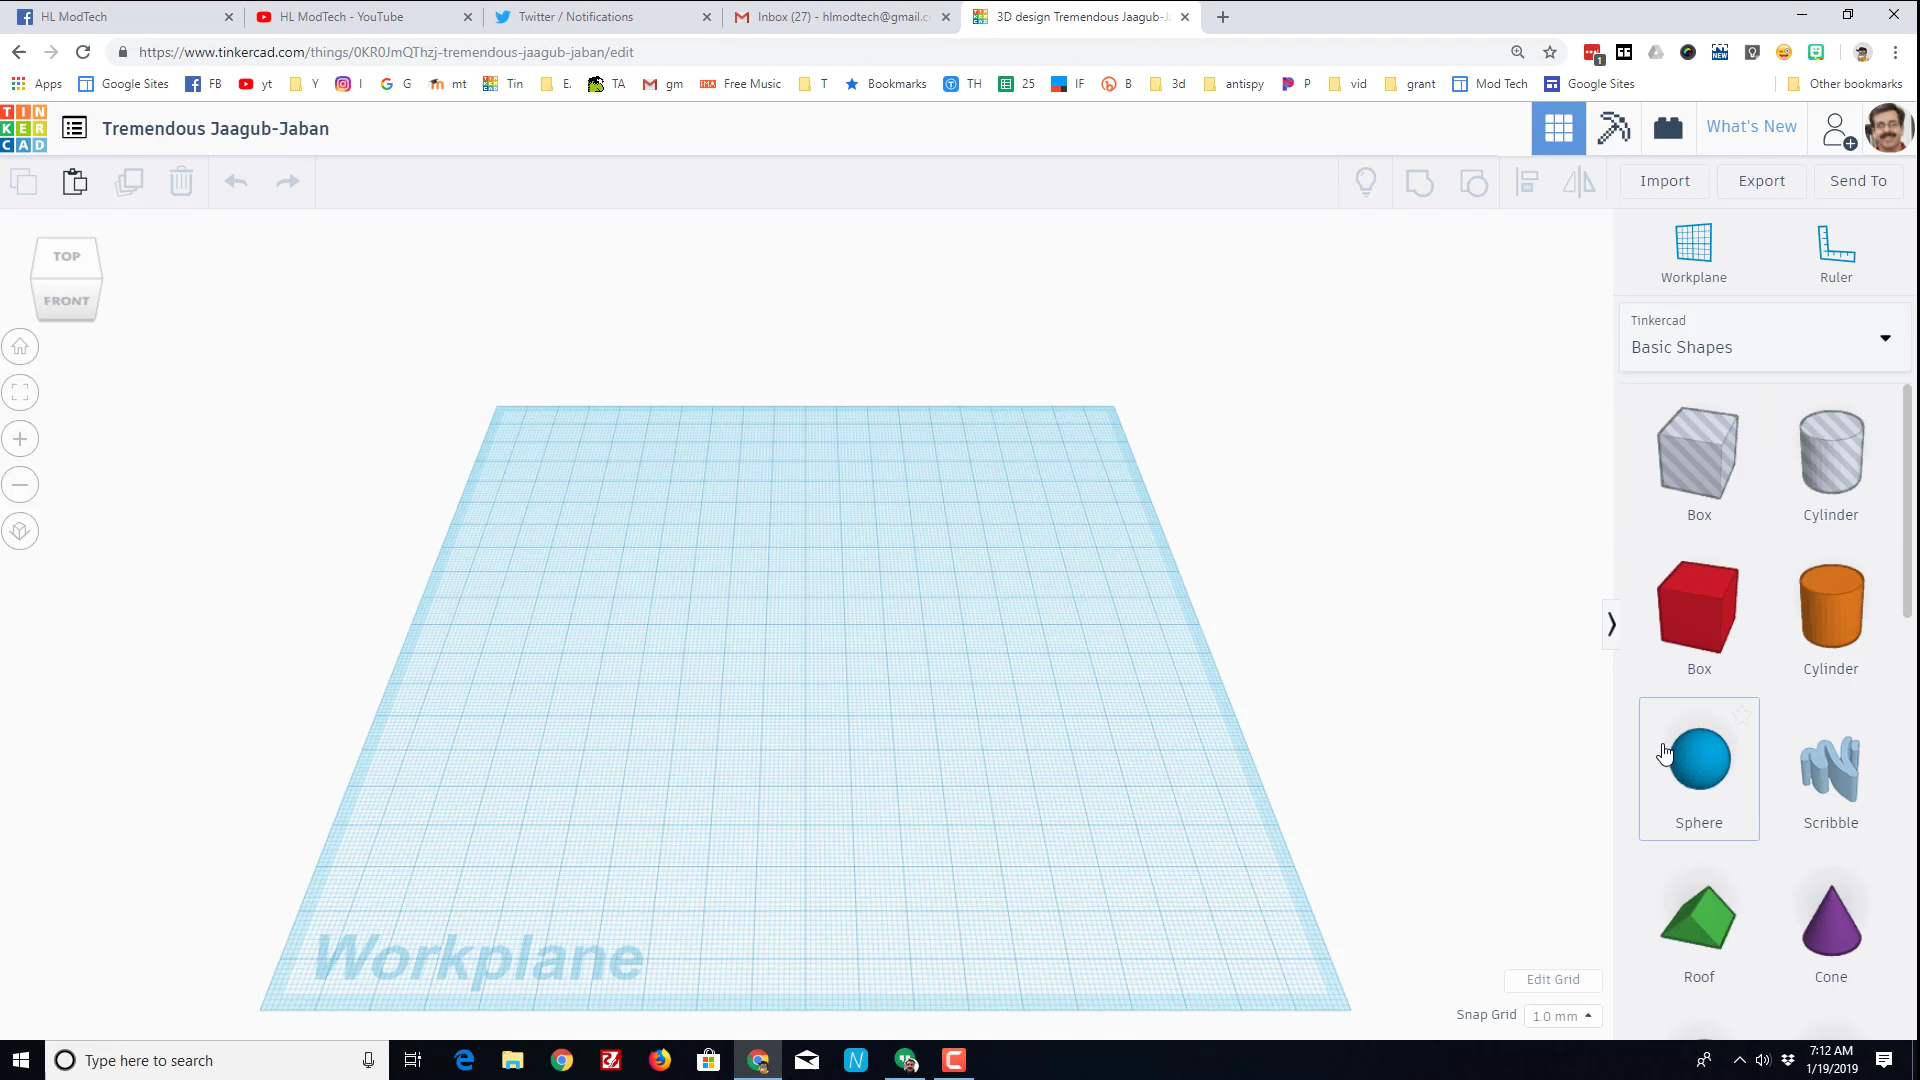 HL ModTech
HL ModTech - YouTube
Twitter / Notifications
Inbox (27) - hlmodtech@gmail.c
3D design Tremendous Jaagub-J
https://www.tinkercad.com/things/0KR0JmQThzj-tremendous-jaagub-jaban/edit
Apps Google Sites FB yt Y I G mt Tin E. TA gm Free Music T Bookmarks TH 25 IF B 3d antispy P vid grant Mod Tech Google Sites Other bookmarks
TIN
KER
CAD
Tremendous Jaagub-Jaban
What's New
Import Export Send To
TOP
FRONT
Workplane Ruler
Tinkercad
Basic Shapes
Box Cylinder
Box Cylinder
Sphere Scribble
Roof Cone
Workplane
Edit Grid
Snap Grid 1.0 mm
Type here to search
7:12 AM
1/19/2019